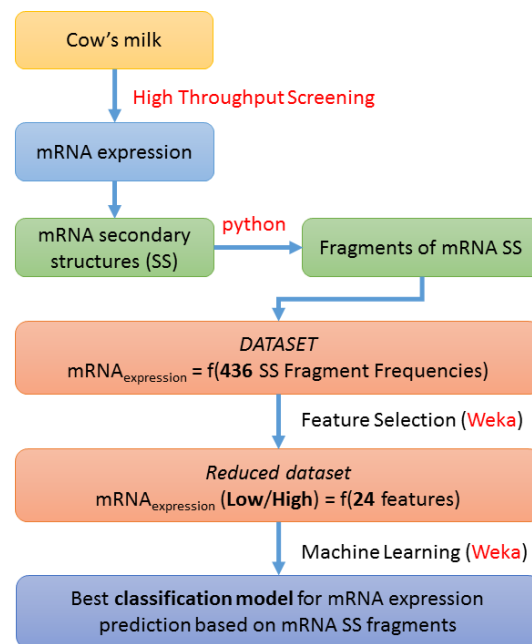 Cow's milk
High Throughput Screening
mRNA expression
mRNA secondary
structures (SS)
python
Fragments of mRNA SS
DATASET
mRNAexpression = f(436 SS Fragment Frequencies)
Feature Selection (Weka)
Reduced dataset
mRNAexpression (Low/High) = f(24 features)
Machine Learning (Weka)
Best classification model for mRNA expression
prediction based on mRNA SS fragments